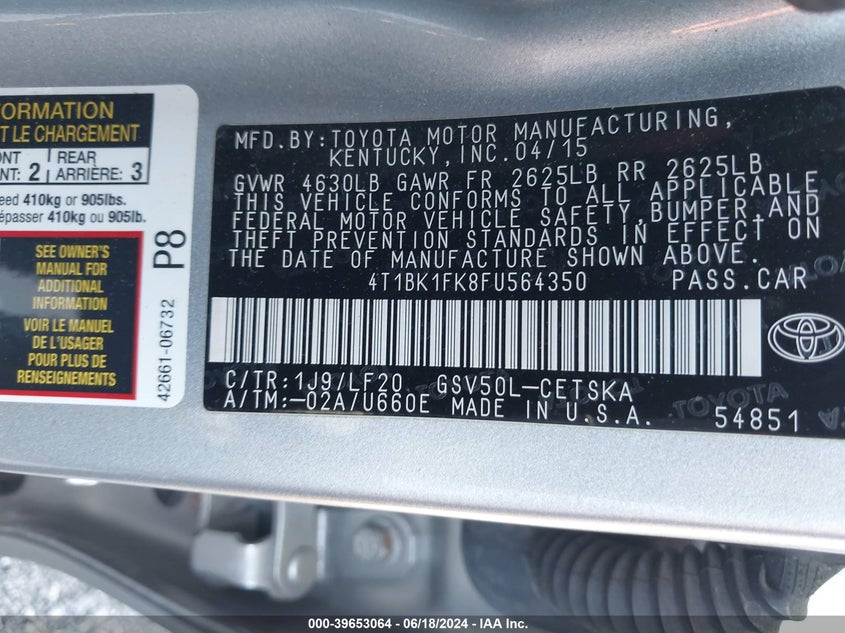 FORMATION
T LE CHARGEMENT
ONT 2 REAR 3
NT: ARRIÈRE:
eed 410kg or 905lbs.
épasser 410kg ou 905lb.
SEE OWNER'S
MANUAL FOR
ADDITIONAL
INFORMATION
VOIR LE MANUEL
DE L'USAGER
POUR PLUS DE
RENSEIGNEMENTS
P8
42661-06732
MFD.BY:TOYOTA MOTOR MANUFACTURING,
KENTUCKY,INC.04/15
GVWR 4630LB GAWR FR 2625LB RR 2625LB
THIS VEHICLE CONFORMS TO ALL APPLICABLE
FEDERAL MOTOR VEHICLE SAFETY,BUMPER,AND
THEFT PREVENTION STANDARDS IN EFFECT ON
THE DATE OF MANUFACTURE SHOWN ABOVE.
4T1BK1FK8FU564350 PASS.CAR
C/TR:1J9/LF20 GSV50L-CETSKA
A/TM:-02A/U660E MADE IN U.S.A.
54851
TOYOTA
000-39653064 - 06/18/2024 - IAA Inc.